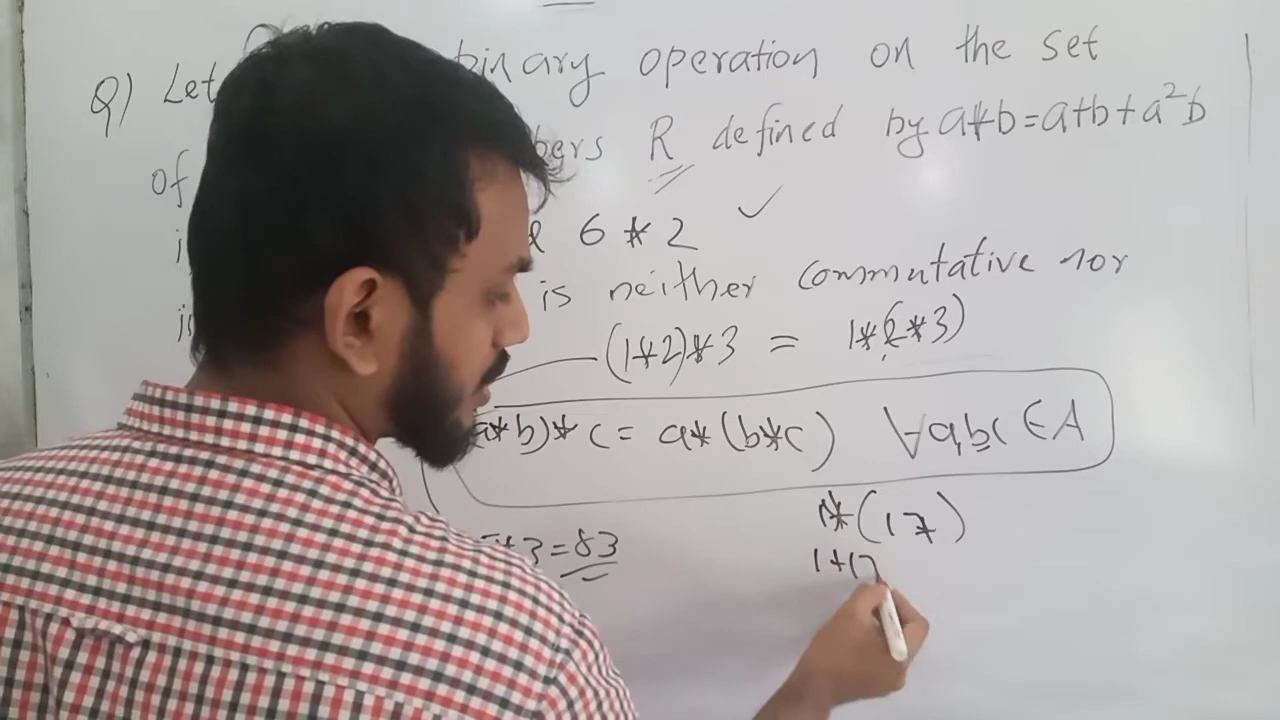 Q) Let binary operation on the set
of bers R defined by a*b=a+b+a²b
6 * 2 ✓
is neither commutative nor
(1*2)*3 = 1*(2*3)
a*b)*c= a*(b*c) ∀a,b,c ∈ A
5*3=83 1*(17)
1+17